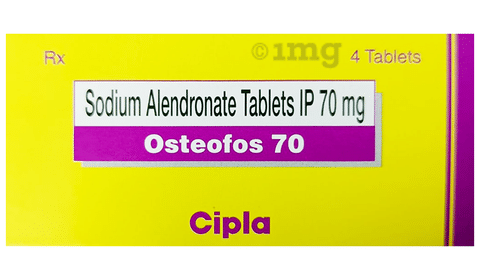 ©1mg
Rx
4 Tablets
Sodium Alendronate Tablets IP 70 mg
Osteofos 70
Cipla